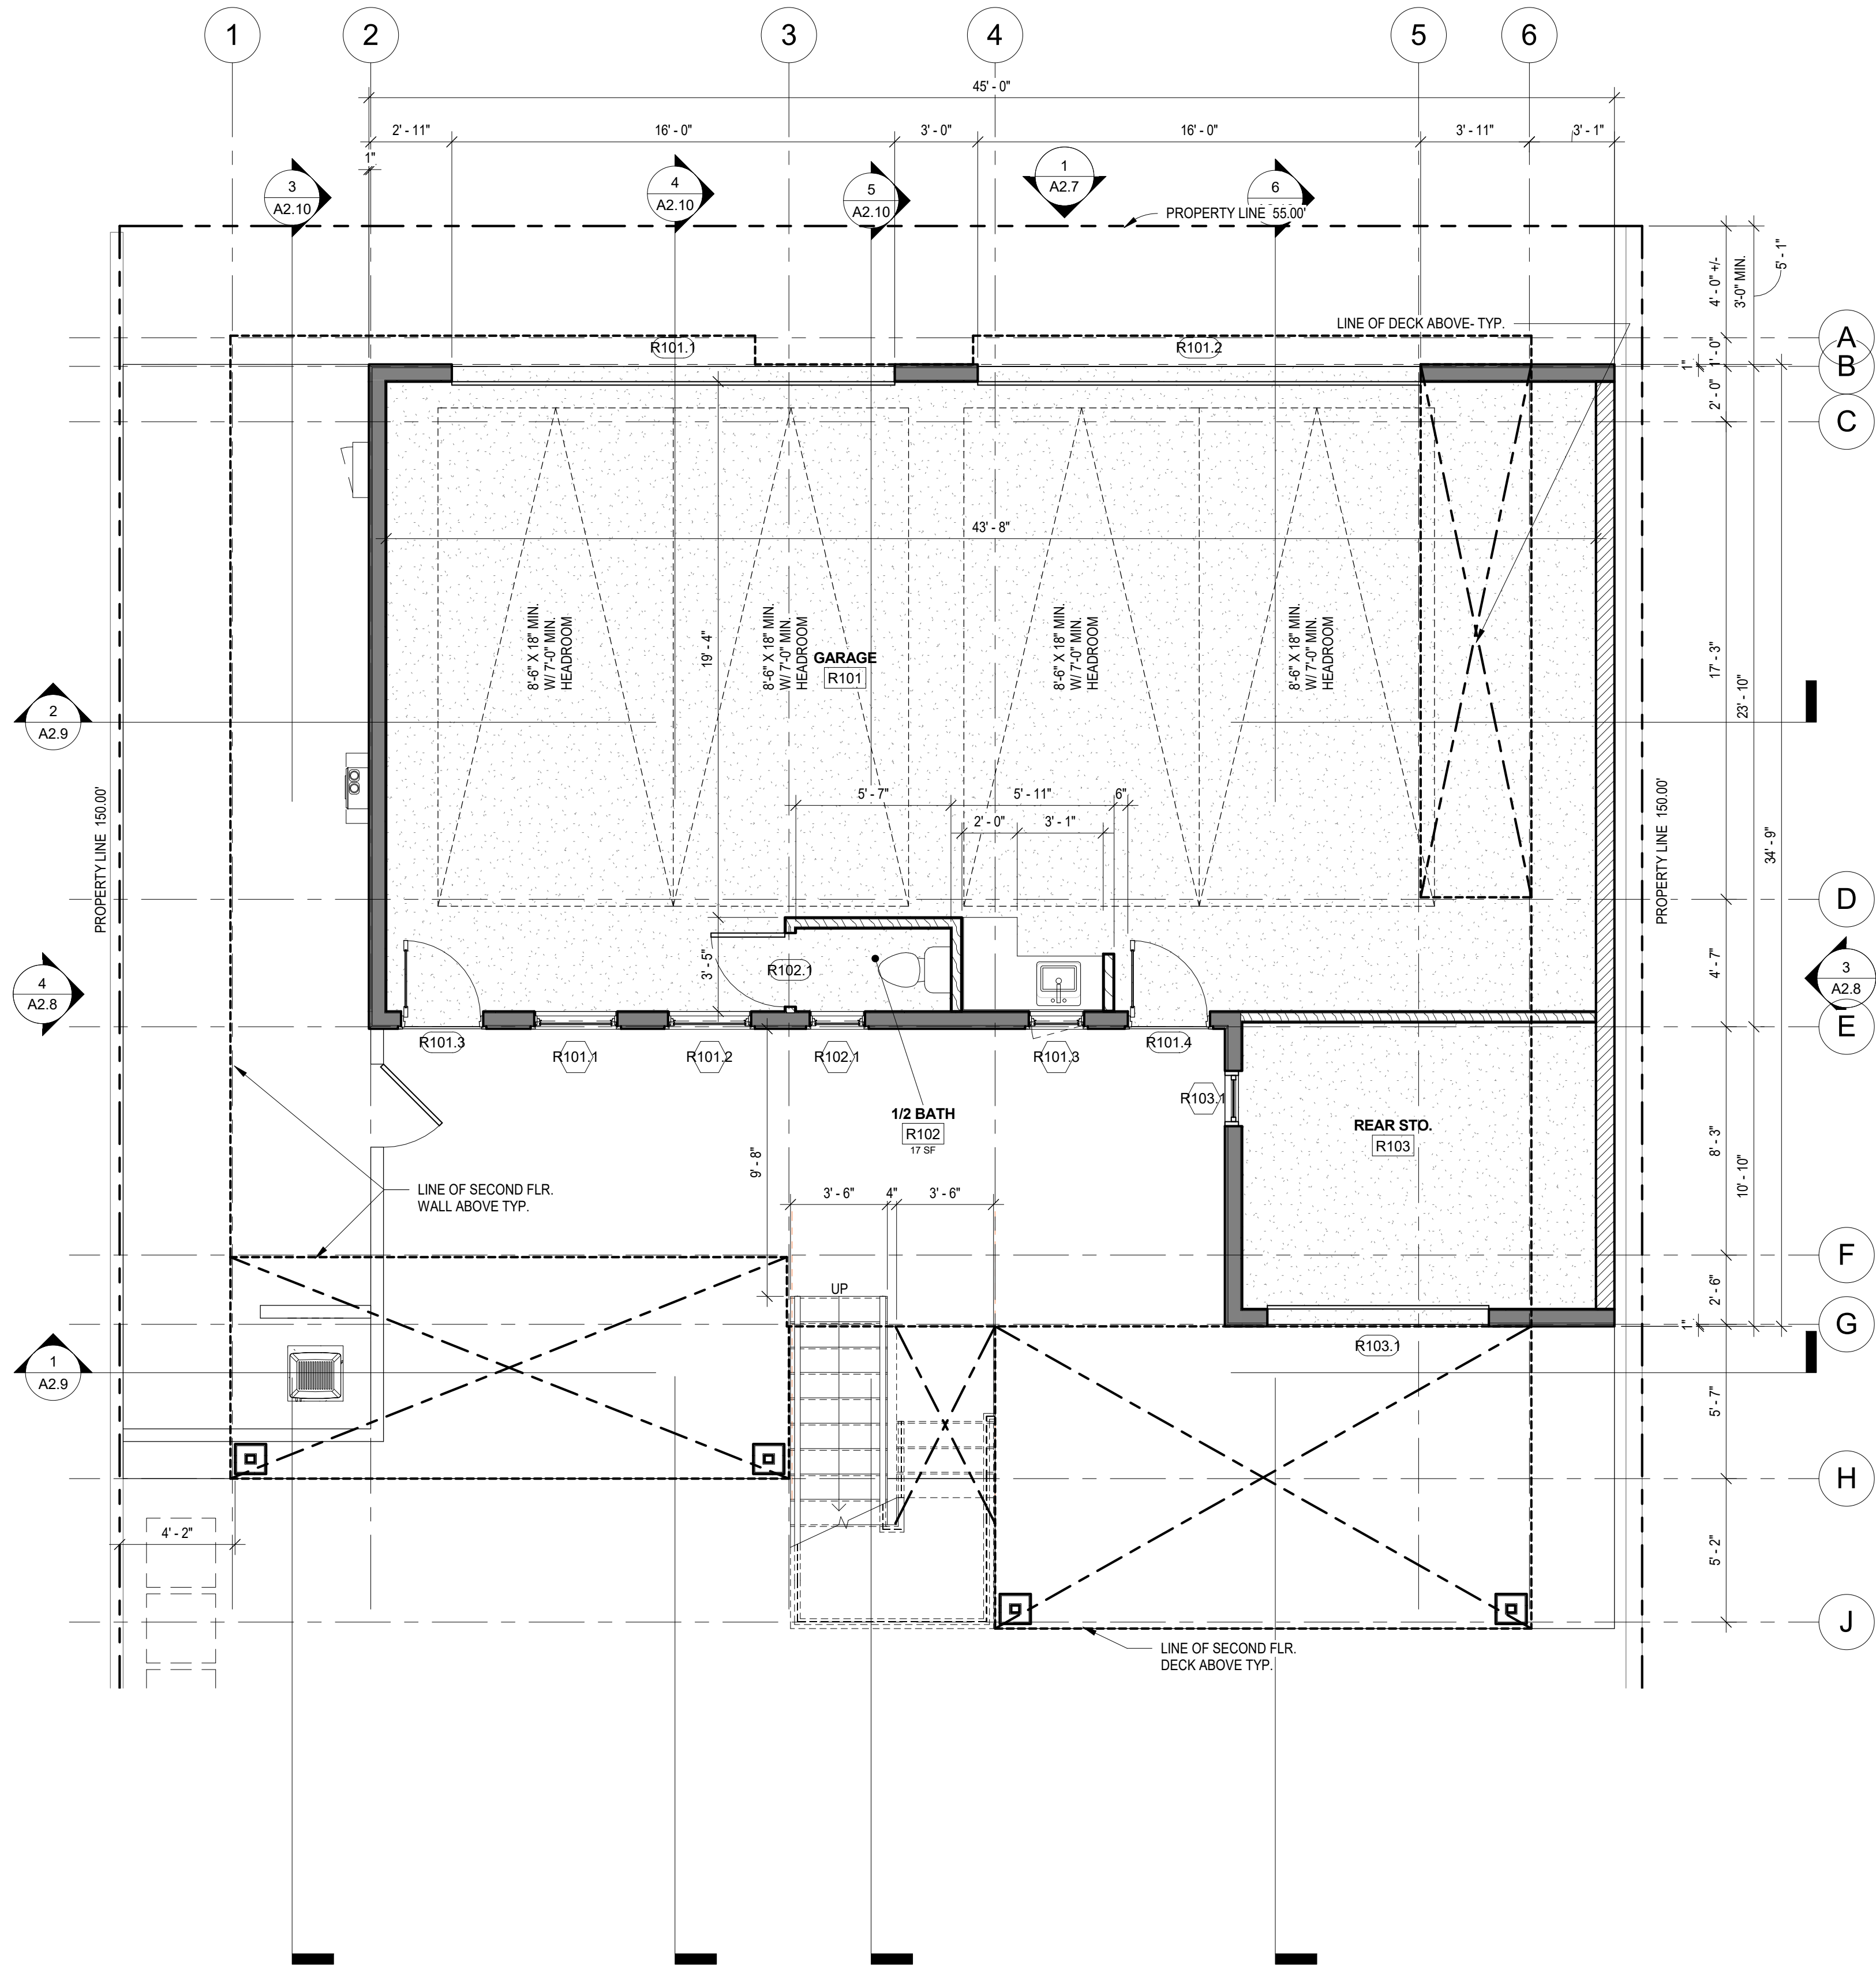 1
2
3
4
5
6
45' - 0"
2' - 11"
16' - 0"
3' - 0"
16' - 0"
3' - 11"
3' - 1"
1"
3
A2.10
4
A2.10
5
A2.10
1
A2.7
6
PROPERTY LINE 55.00'
4' - 0" +/-
3'-0" MIN.
5' - 1"
LINE OF DECK ABOVE- TYP.
A
R101.1
R101.2
1"
1' - 0"
B
2' - 0"
C
43' - 8"
8'-6" X 18" MIN.
W/ 7'-0" MIN.
HEADROOM
19' - 4"
8'-6" X 18" MIN.
W/ 7'-0" MIN.
HEADROOM
GARAGE
R101
8'-6" X 18" MIN.
W/ 7'-0" MIN.
HEADROOM
8'-6" X 18" MIN.
W/ 7'-0" MIN.
HEADROOM
17' - 3"
23' - 10"
2
A2.9
PROPERTY LINE 150.00'
5' - 7"
5' - 11"
6"
2' - 0"
3' - 1"
PROPERTY LINE 150.00'
34' - 9"
D
4
A2.8
3' - 5"
R102.1
4' - 7"
3
A2.8
E
R101.3
R101.1
R101.2
R102.1
R101.3
R101.4
R103.1
1/2 BATH
R102
17 SF
REAR STO.
R103
9' - 8"
8' - 3"
10' - 10"
LINE OF SECOND FLR.
WALL ABOVE TYP.
3' - 6"
4"
3' - 6"
F
UP
2' - 6"
1"
G
R103.1
1
A2.9
5' - 7"
H
4' - 2"
5' - 2"
J
LINE OF SECOND FLR.
DECK ABOVE TYP.